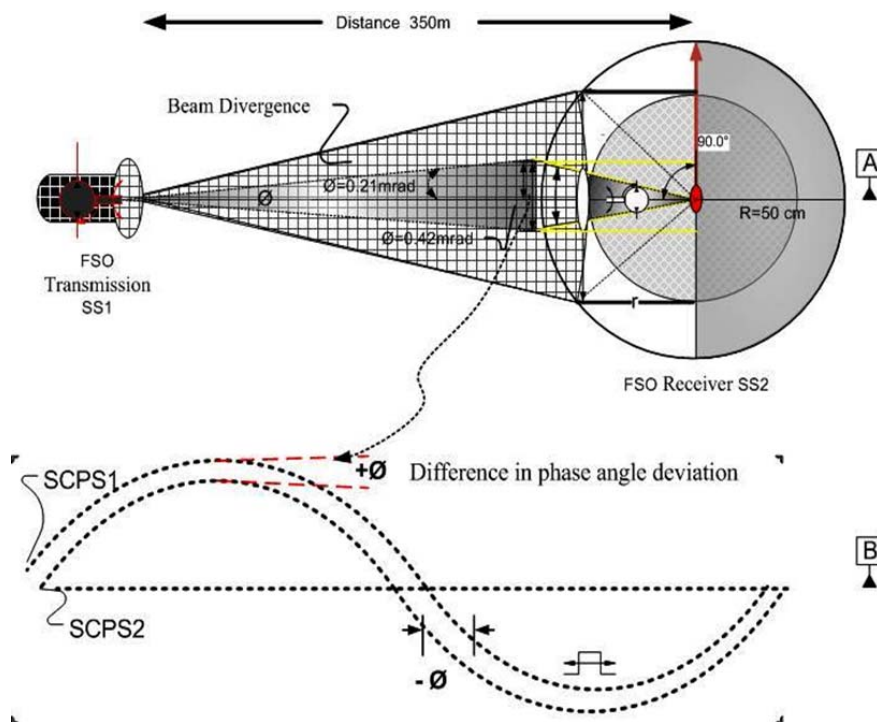 Distance 350m
Beam Divergence
90.0°
A
Ø=0.21mrad
Ø
R=50 cm
Ø=0.42mrad
FSO
Transmission
SS1
r
FSO Receiver SS2
SCPS1
+Ø
Difference in phase angle deviation
B
SCPS2
- Ø